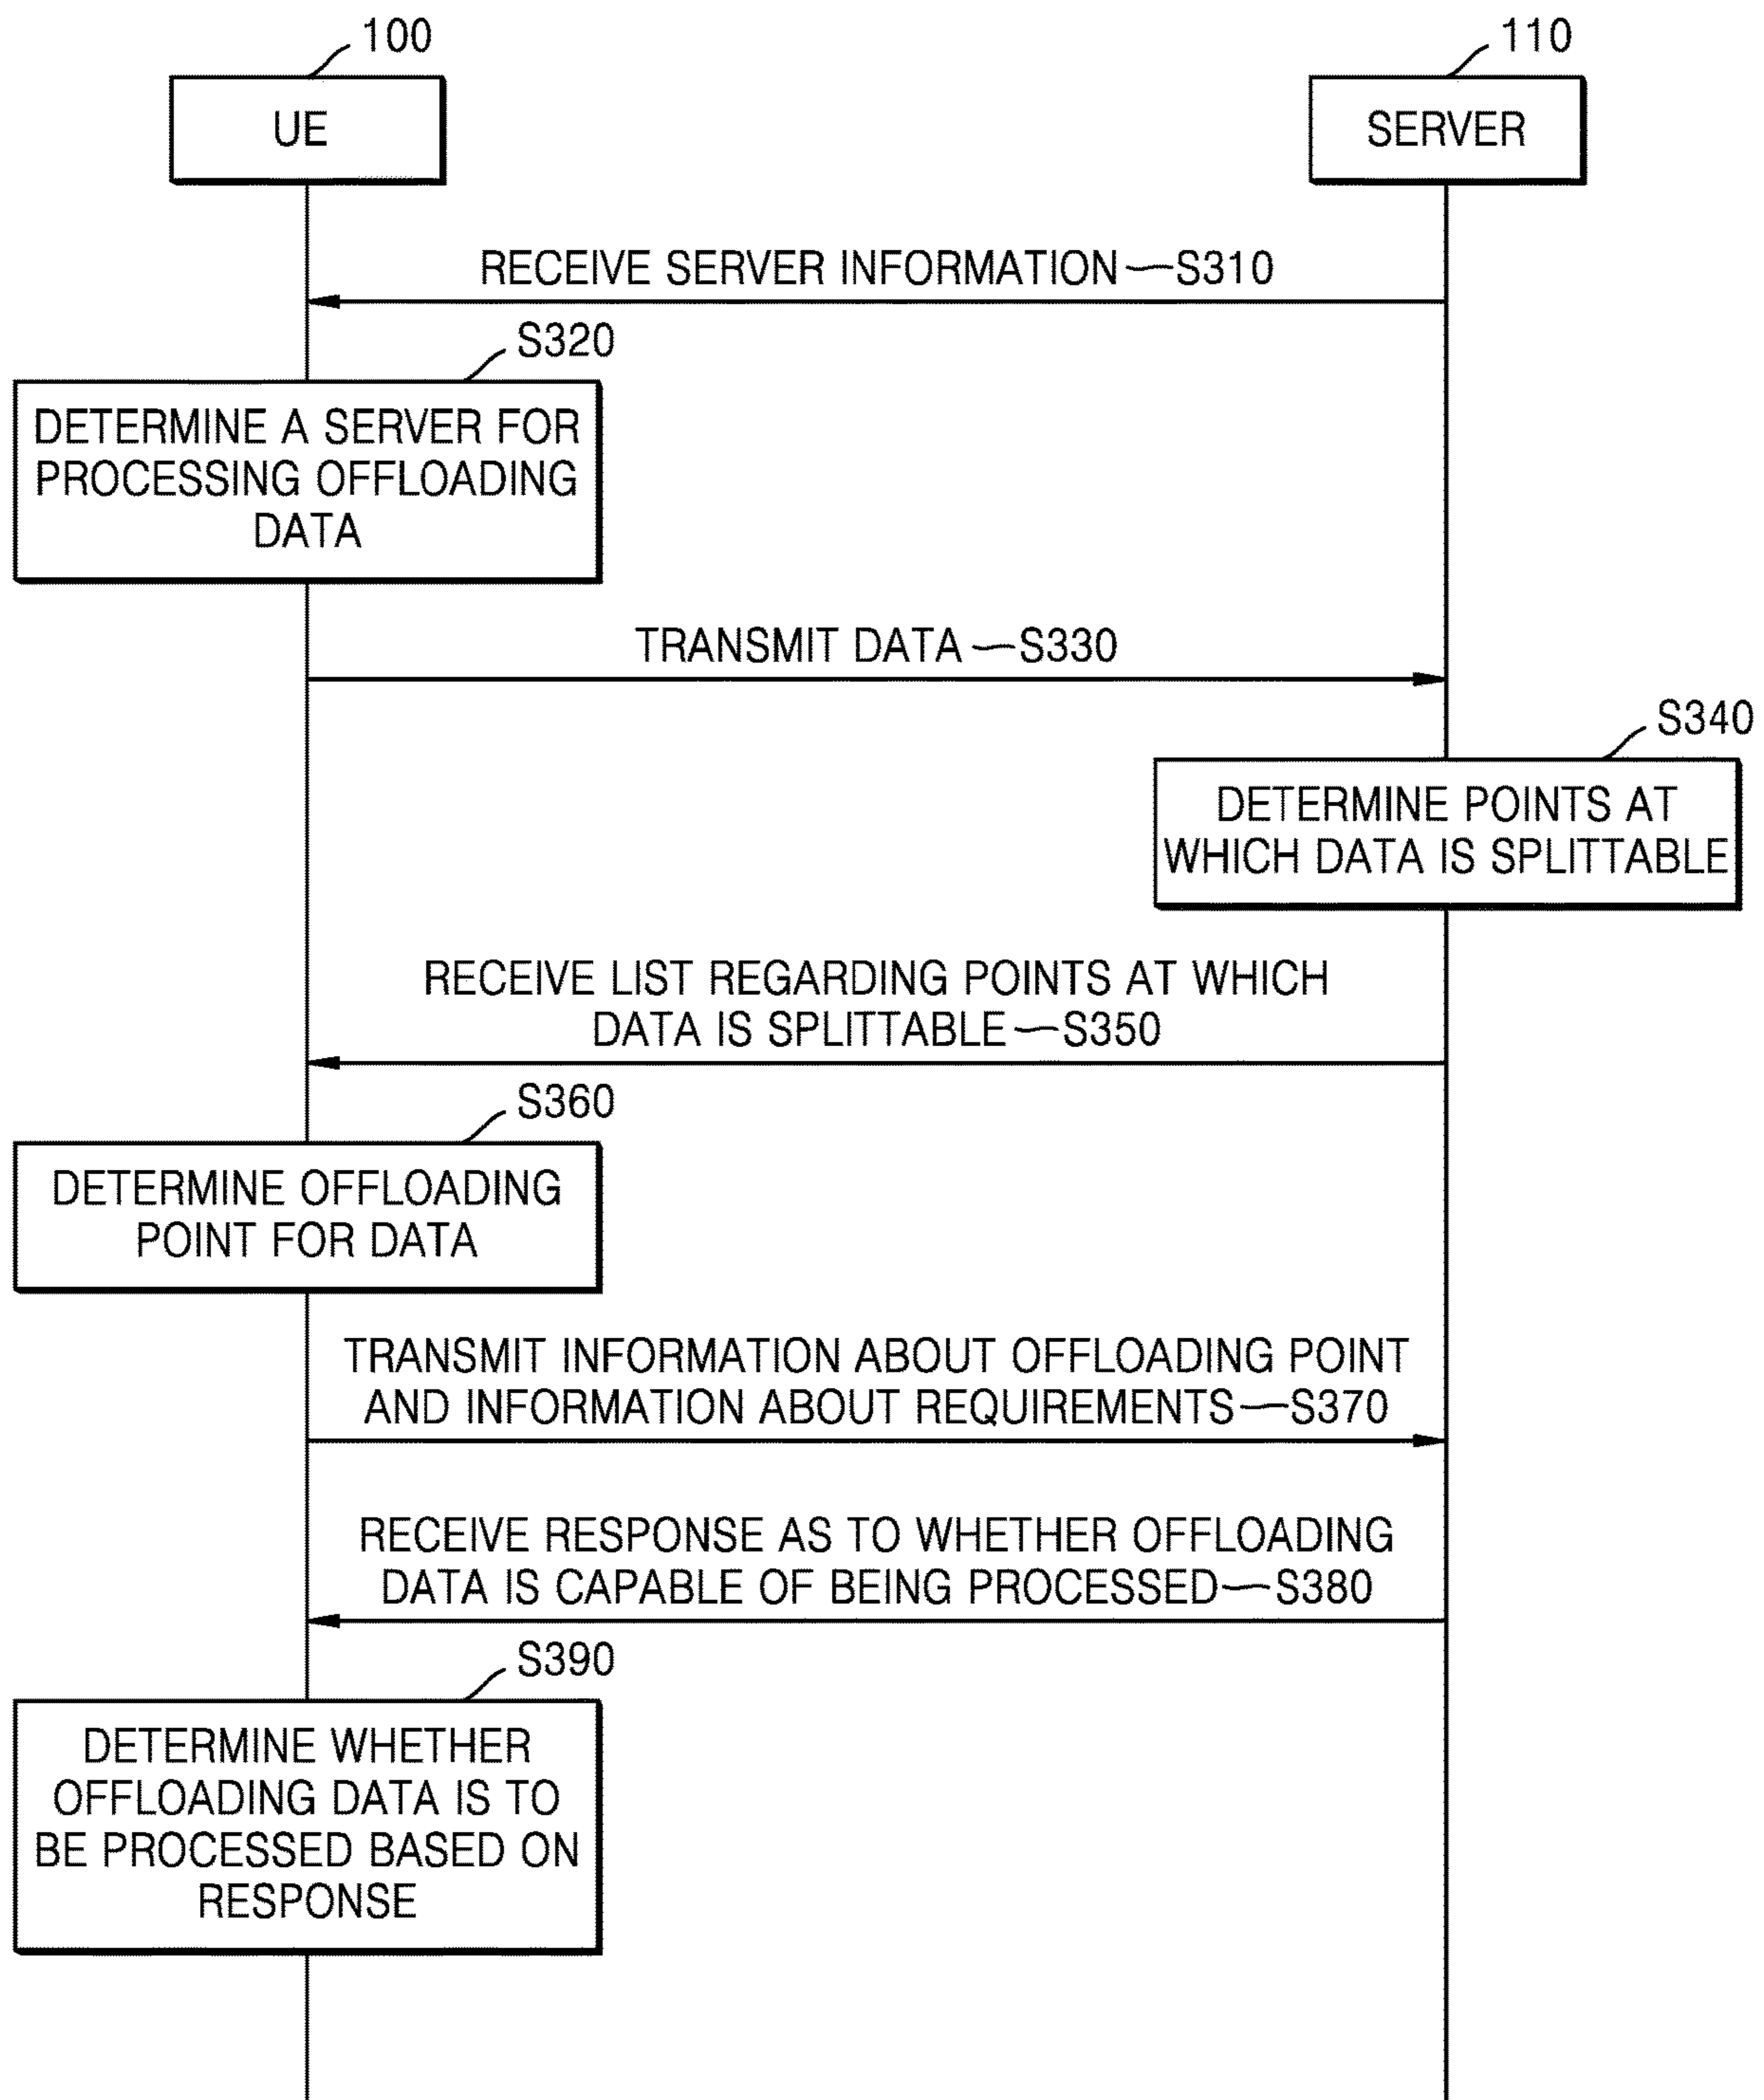 100
110
UE
SERVER
RECEIVE SERVER INFORMATION S310
S320
DETERMINE A SERVER FOR
PROCESSING OFFLOADING
DATA
TRANSMIT DATA S330
S340
DETERMINE POINTS AT
WHICH DATA IS SPLITTABLE
RECEIVE LIST REGARDING POINTS AT WHICH
DATA IS SPLITTABLE S350
S360
DETERMINE OFFLOADING
POINT FOR DATA
TRANSMIT INFORMATION ABOUT OFFLOADING POINT
AND INFORMATION ABOUT REQUIREMENTS S370
RECEIVE RESPONSE AS TO WHETHER OFFLOADING
DATA IS CAPABLE OF BEING PROCESSED S380
S390
DETERMINE WHETHER
OFFLOADING DATA IS TO
BE PROCESSED BASED ON
RESPONSE